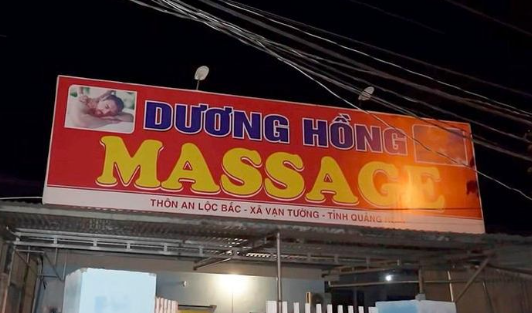 DƯƠNG HỒNG
MASSAGE
THÔN AN LỘC BẮC - XÃ VẠN TƯỜNG - TỈNH QUẢNG